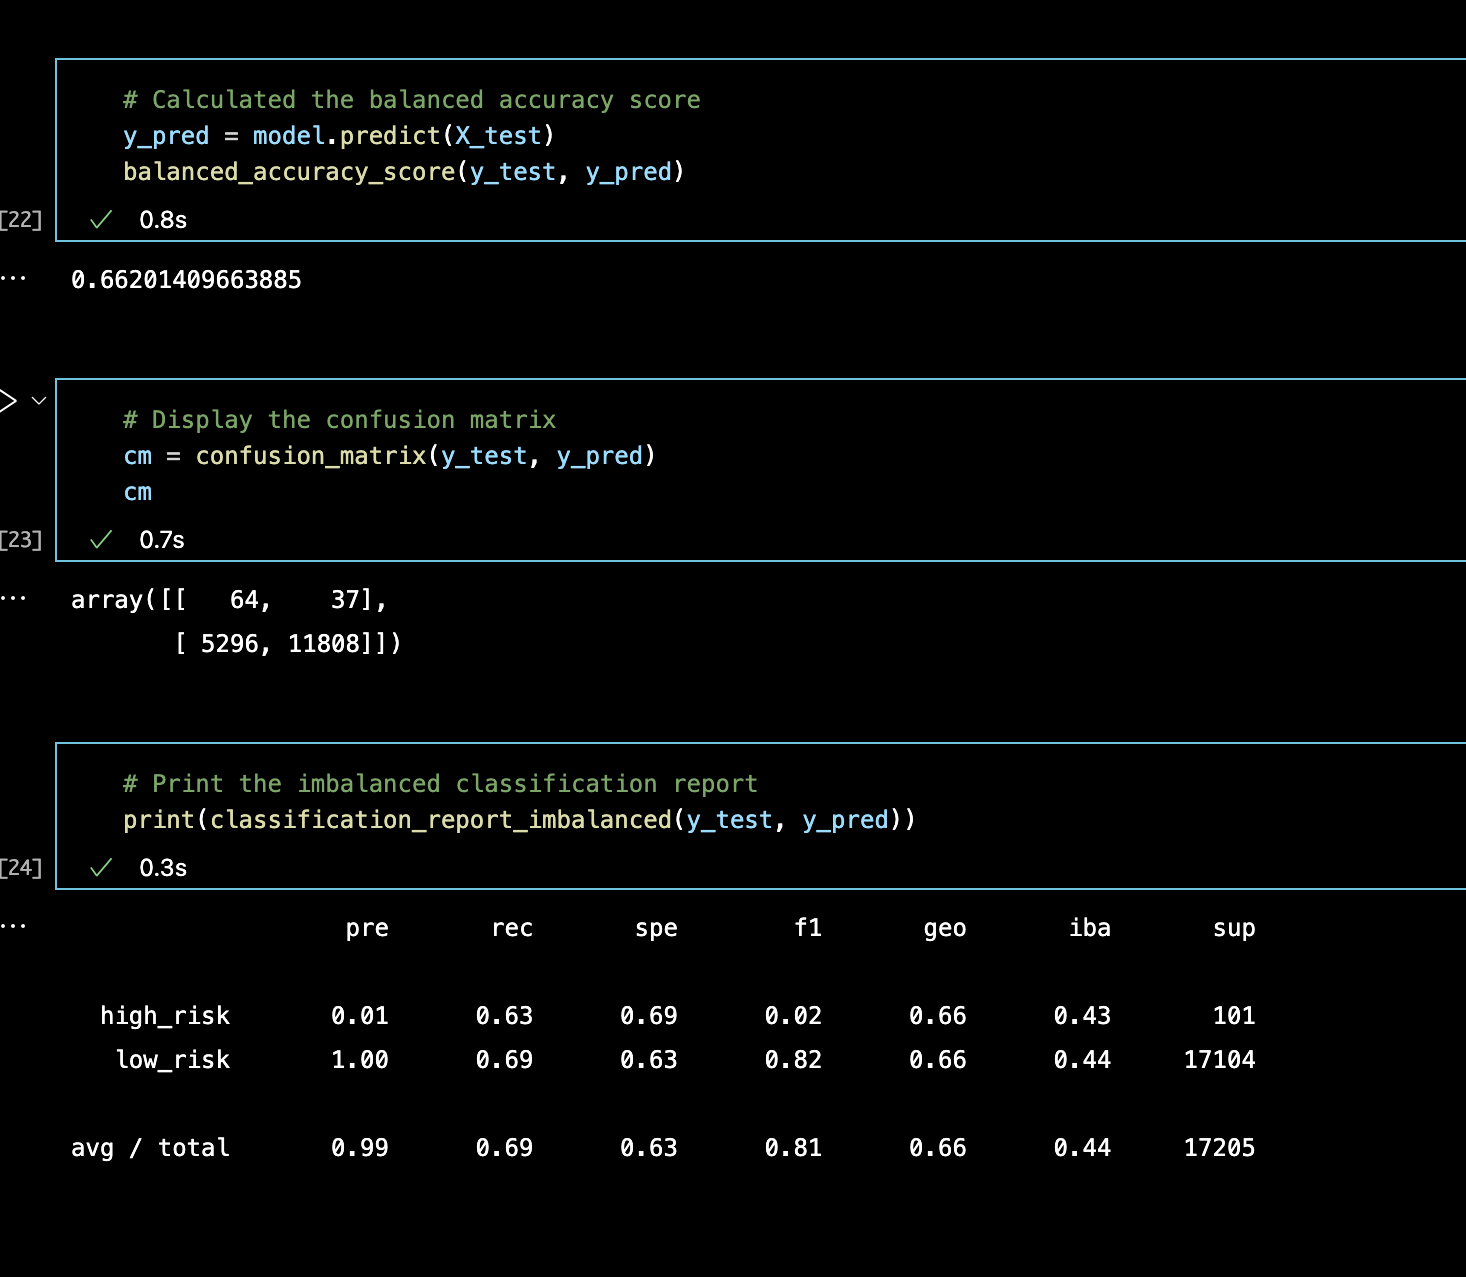 # Calculated the balanced accuracy score
y_pred = model.predict(X_test)
balanced_accuracy_score(y_test, y_pred)
[22] ✓ 0.8s
... 0.66201409663885
# Display the confusion matrix
cm = confusion_matrix(y_test, y_pred)
cm
[23] ✓ 0.7s
... array([[   64,    37],
       [ 5296, 11808]])
# Print the imbalanced classification report
print(classification_report_imbalanced(y_test, y_pred))
[24] ✓ 0.3s
... pre rec spe f1 geo iba sup
high_risk 0.01 0.63 0.69 0.02 0.66 0.43 101
low_risk 1.00 0.69 0.63 0.82 0.66 0.44 17104
avg / total 0.99 0.69 0.63 0.81 0.66 0.44 17205